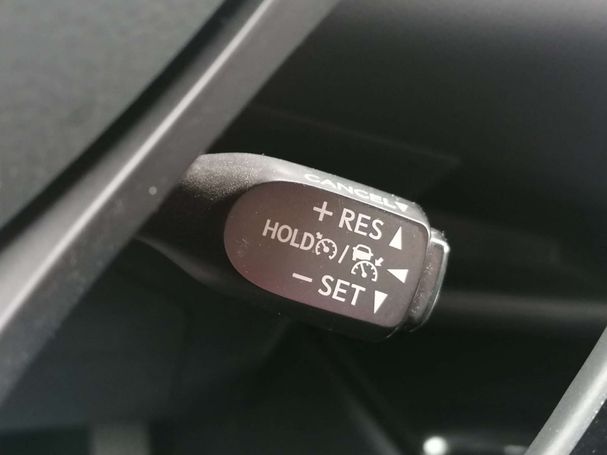 CANCEL
+ RES
HOLD /
− SET